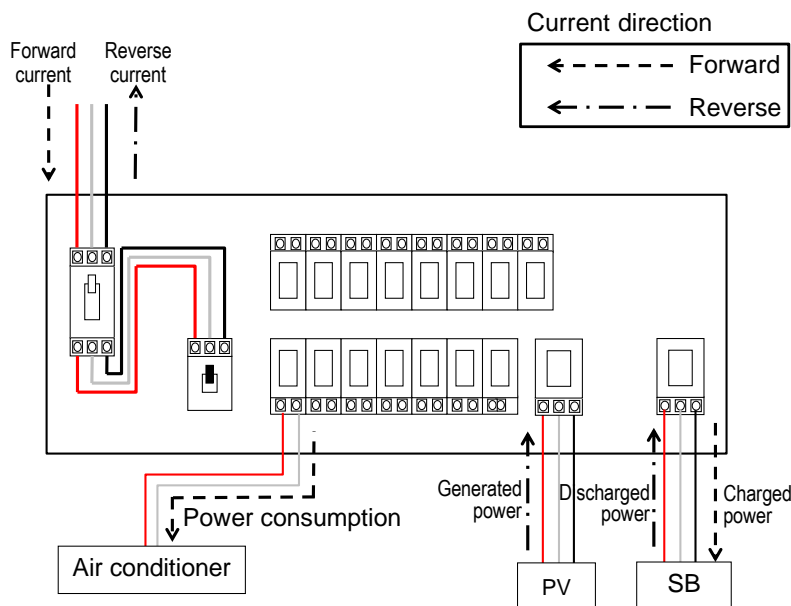 Current direction
Forward
Reverse
Forward
current
Reverse
current
Generated
power
Discharged
power
Charged
power
Power consumption
Air conditioner
PV
SB